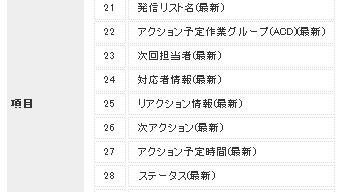 項目
21 発信リスト名(最新)
22 アクション予定作業グループ(ACD)(最新)
23 次回担当者(最新)
24 対応者情報(最新)
25 リアクション情報(最新)
26 次アクション(最新)
27 アクション予定時間(最新)
28 ステータス(最新)